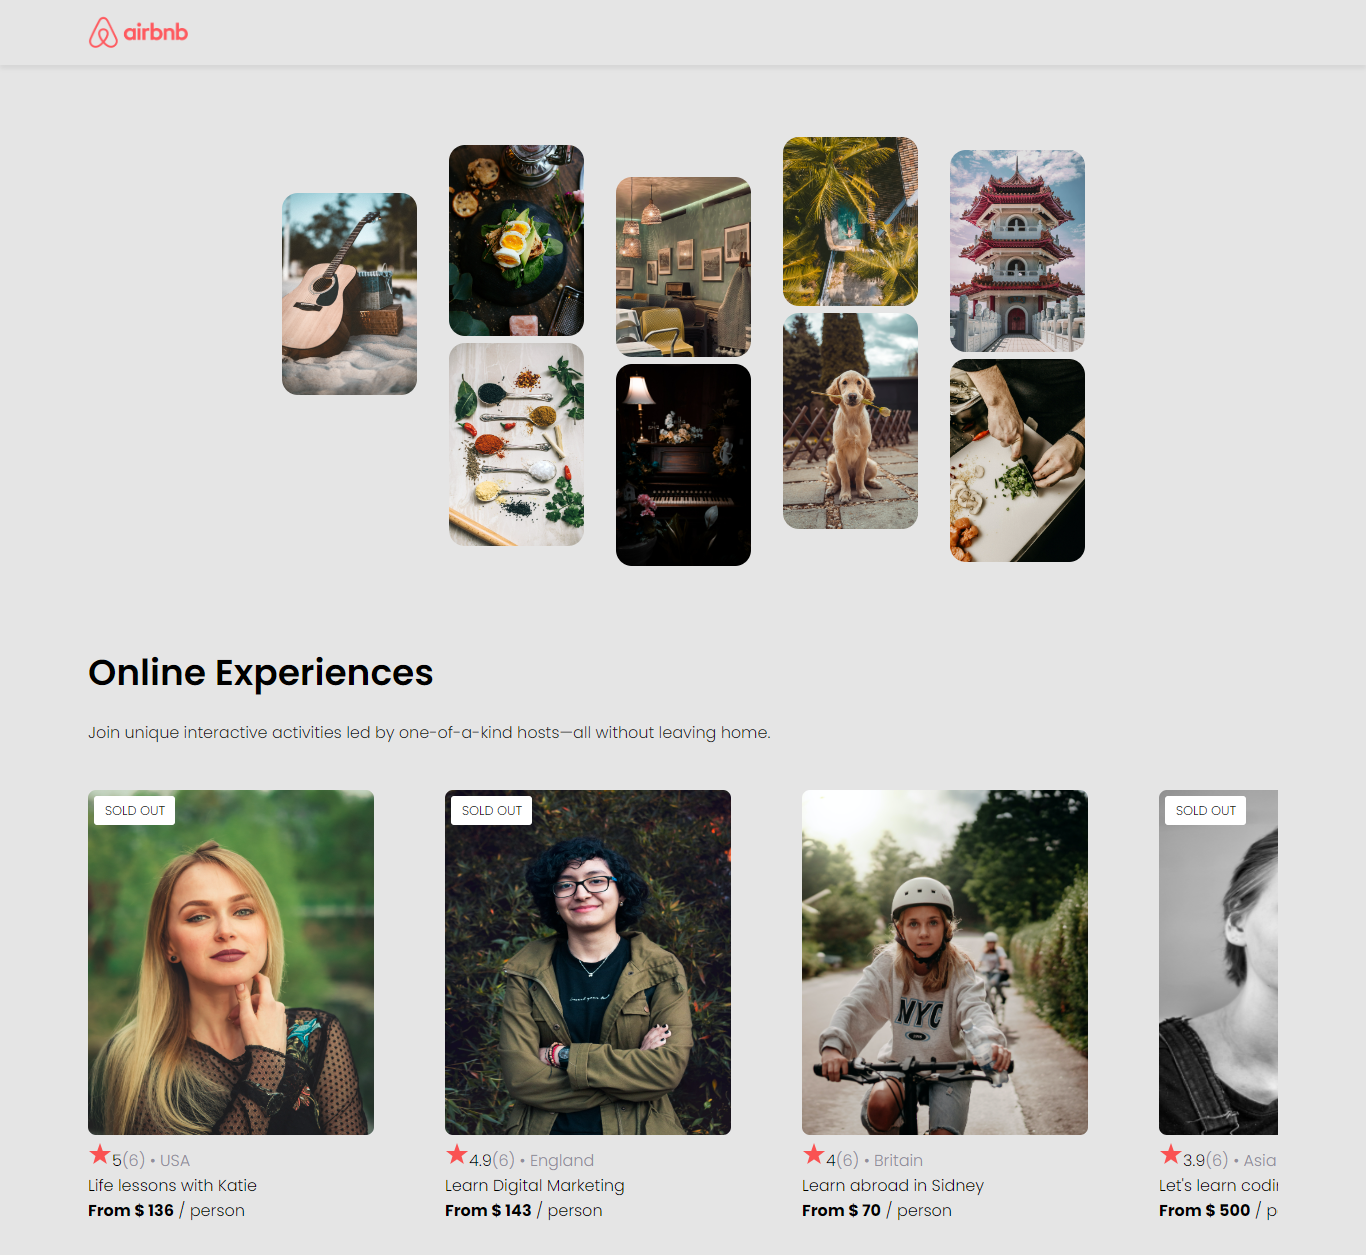 airbnb
Online Experiences
Join unique interactive activities led by one-of-a-kind hosts—all without leaving home.
SOLD OUT
NYC
5(6) • USA
Life lessons with Katie
From $ 136 / person
SOLD OUT
4.9(6) • England
Learn Digital Marketing
From $ 143 / person
4(6) • Britain
Learn abroad in Sidney
From $ 70 / person
SOLD OUT
3.9(6) • Asia
Let's learn codi
From $ 500 / p